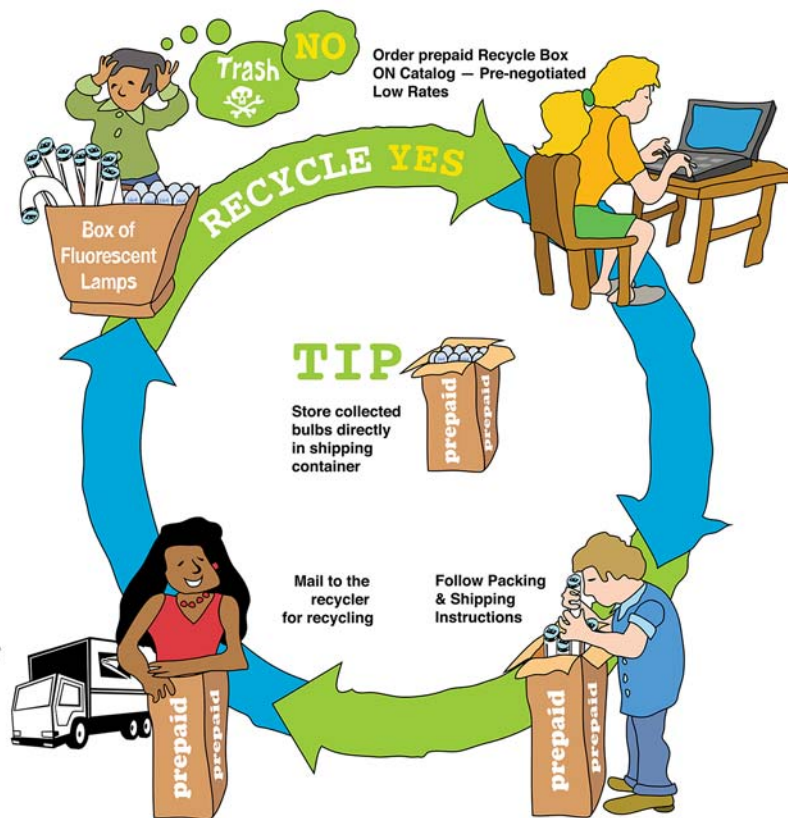 Trash
NO
Order prepaid Recycle Box
ON Catalog — Pre-negotiated
Low Rates
RECYCLE YES
Box of
Fluorescent
Lamps
TIP
Store collected
bulbs directly
in shipping
container
prepaid
prepaid
Mail to the
recycler
for recycling
Follow Packing
& Shipping
Instructions
prepaid
prepaid
prepaid
prepaid